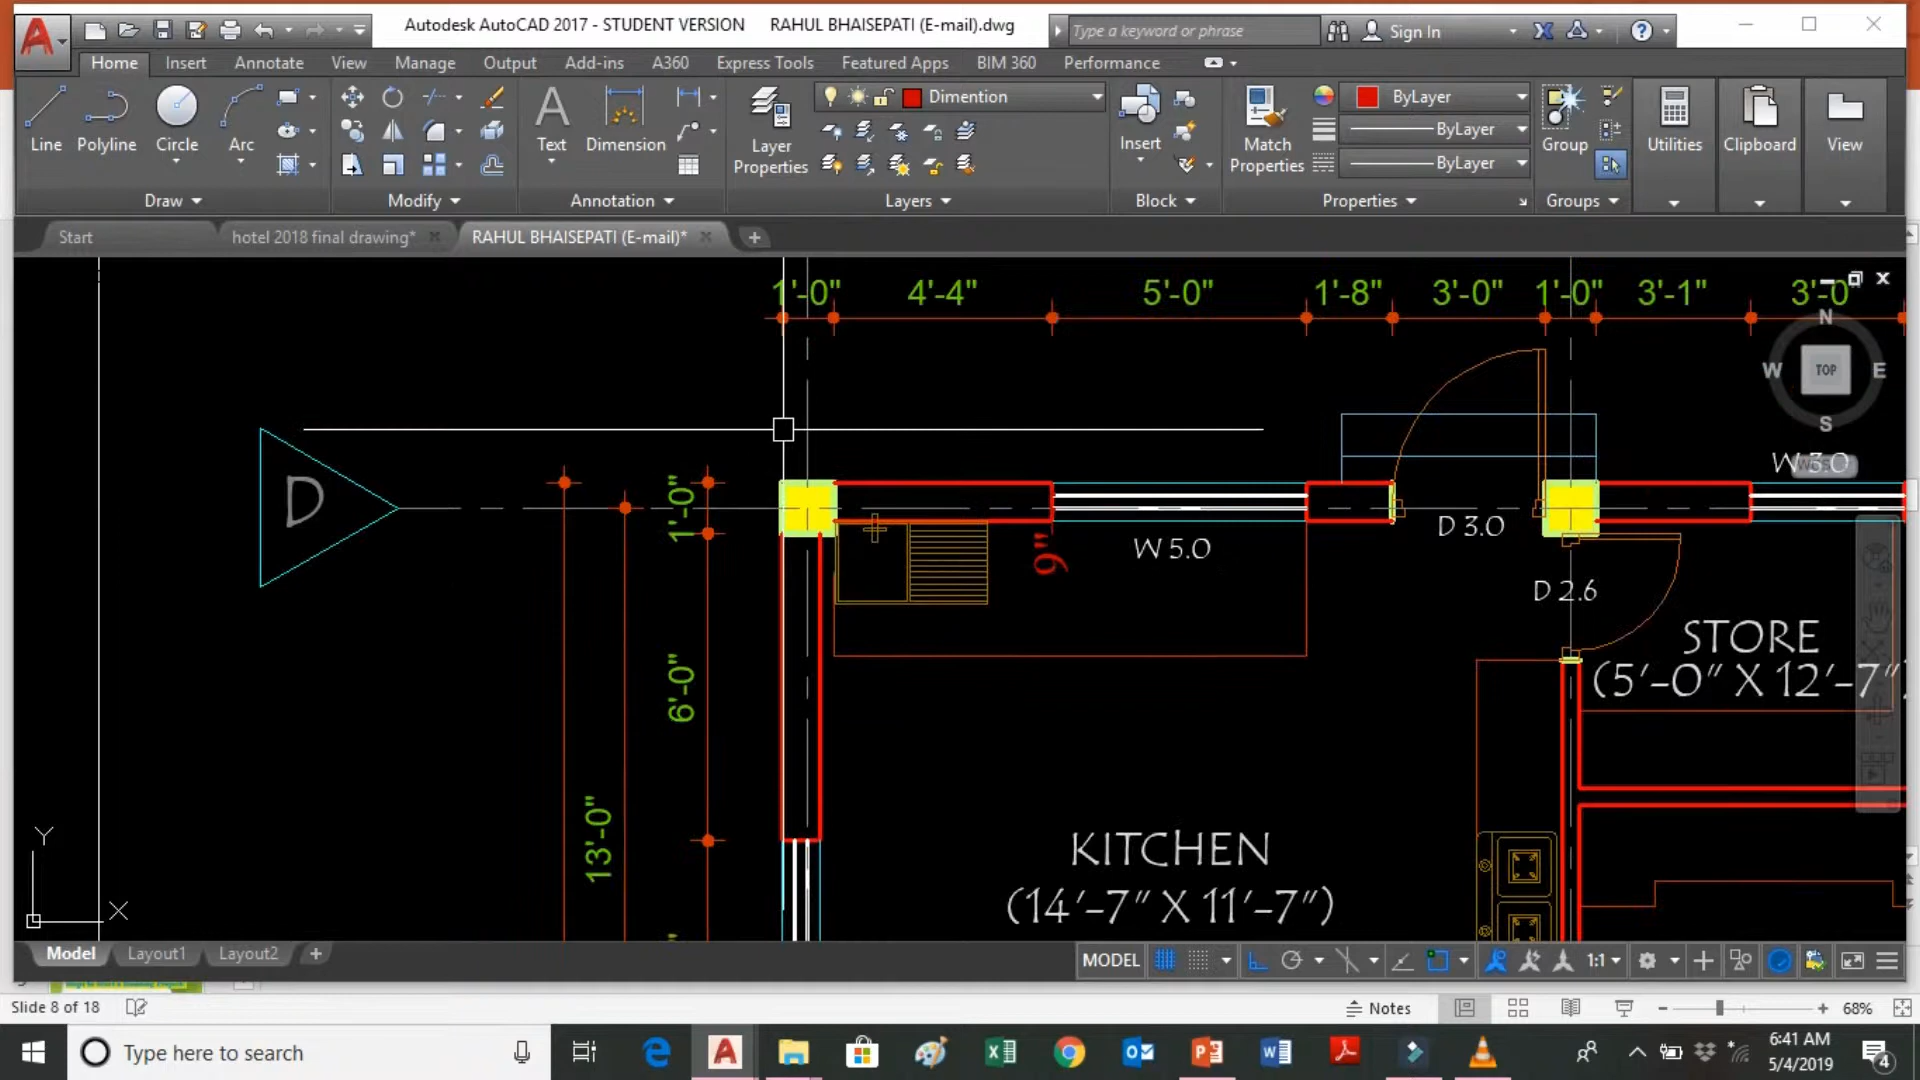 Autodesk AutoCAD 2017 - STUDENT VERSION RAHUL BHAISEPATI (E-mail).dwg
Type a keyword or phrase
Sign In
Home Insert Annotate View Manage Output Add-ins A360 Express Tools Featured Apps BIM 360 Performance
Line Polyline Circle Arc
Text Dimension
Layer Properties
Dimention
Insert
Match Properties
ByLayer
ByLayer
ByLayer
Group
Utilities
Clipboard
View
Draw Modify Annotation Layers Block Properties Groups
Start hotel 2018 final drawing* RAHUL BHAISEPATI (E-mail)*
1'-0" 4'-4" 5'-0" 1'-8" 3'-0" 1'-0" 3'-1" 3'-0
N
W TOP E
S
W 3.0
D
1'-0"
W 5.0
D 3.0
9"
D 2.6
STORE
(5'-0" X 12'-7"
6'-0"
13'-0"
KITCHEN
(14'-7" X 11'-7")
Y
X
Model Layout1 Layout2
MODEL
1:1
Slide 8 of 18
Notes
68%
Type here to search
6:41 AM
5/4/2019
4